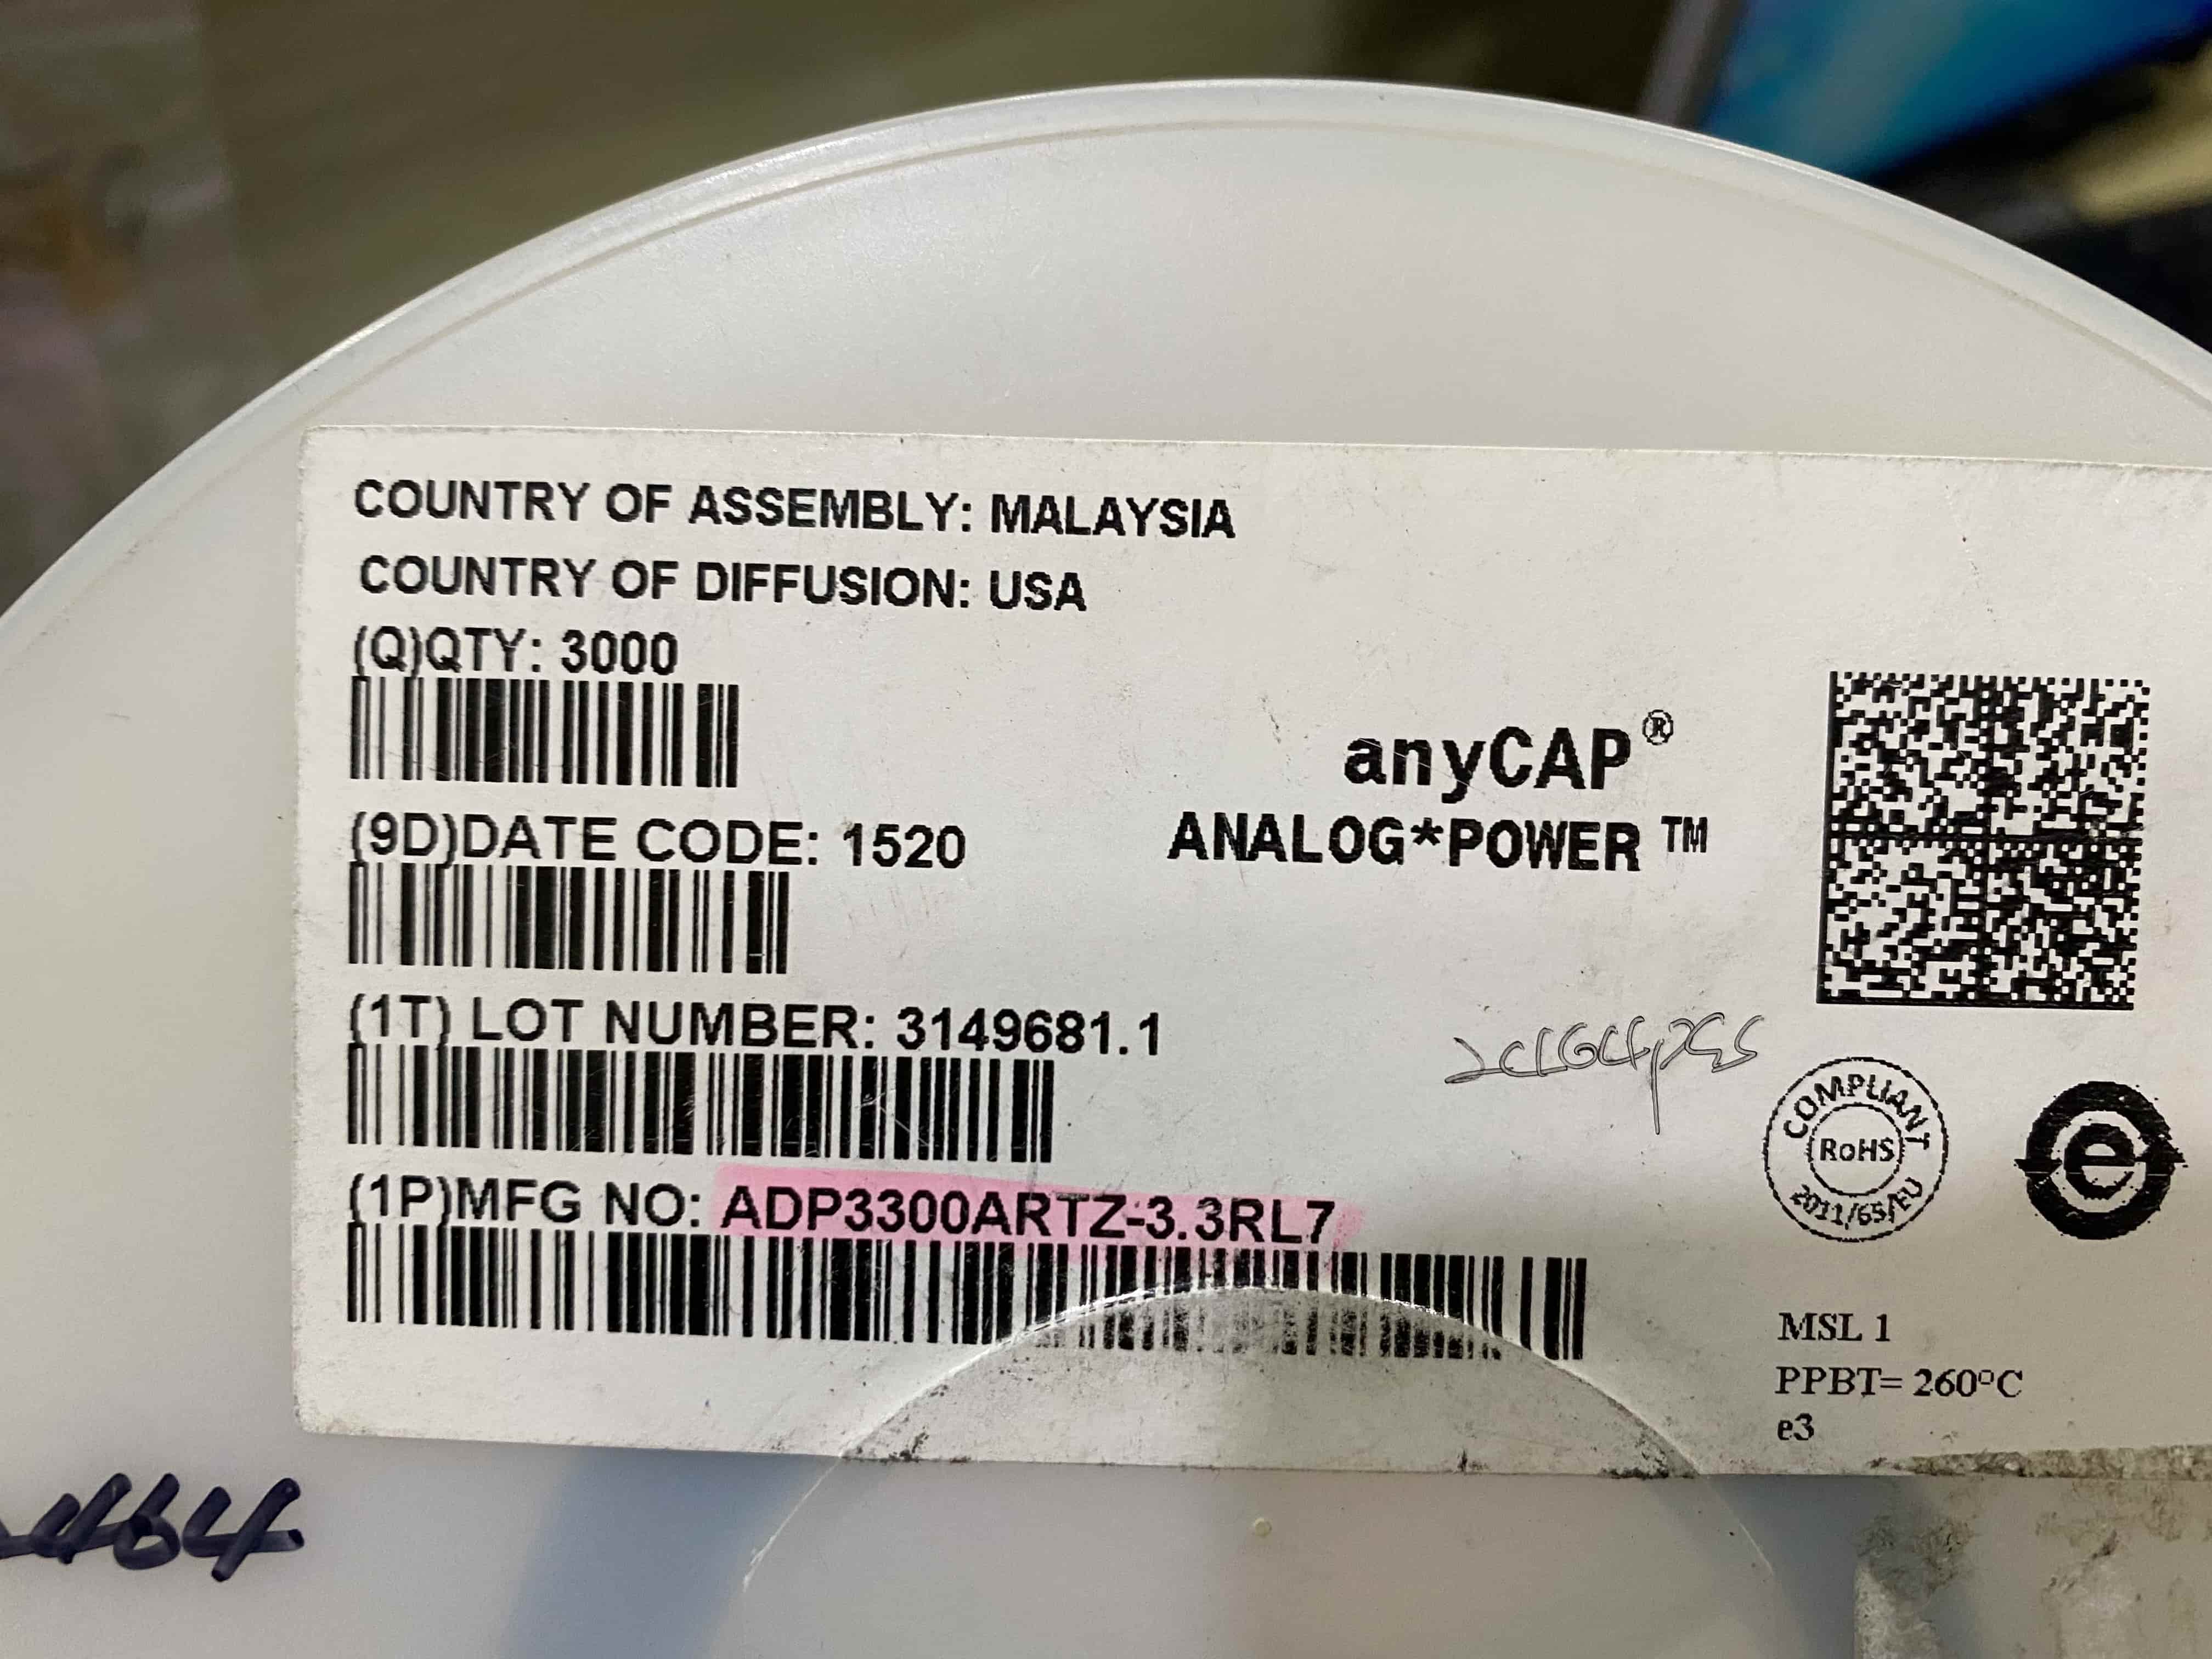 COUNTRY OF ASSEMBLY: MALAYSIA
COUNTRY OF DIFFUSION: USA
(Q)QTY: 3000
(9D)DATE CODE: 1520
(1T) LOT NUMBER: 3149681.1
(1P)MFG NO: ADP3300ARTZ-3.3RL7
anyCAP®
ANALOG*POWER ™
COMPLIANT
RoHS
2011/65/EU
e
MSL 1
PPBT= 260ºC
e3